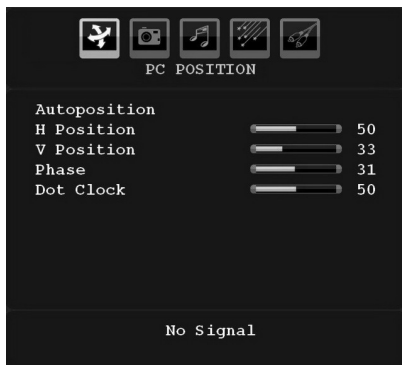 PC POSITION
Autoposition
H Position 50
V Position 33
Phase 31
Dot Clock 50
No Signal